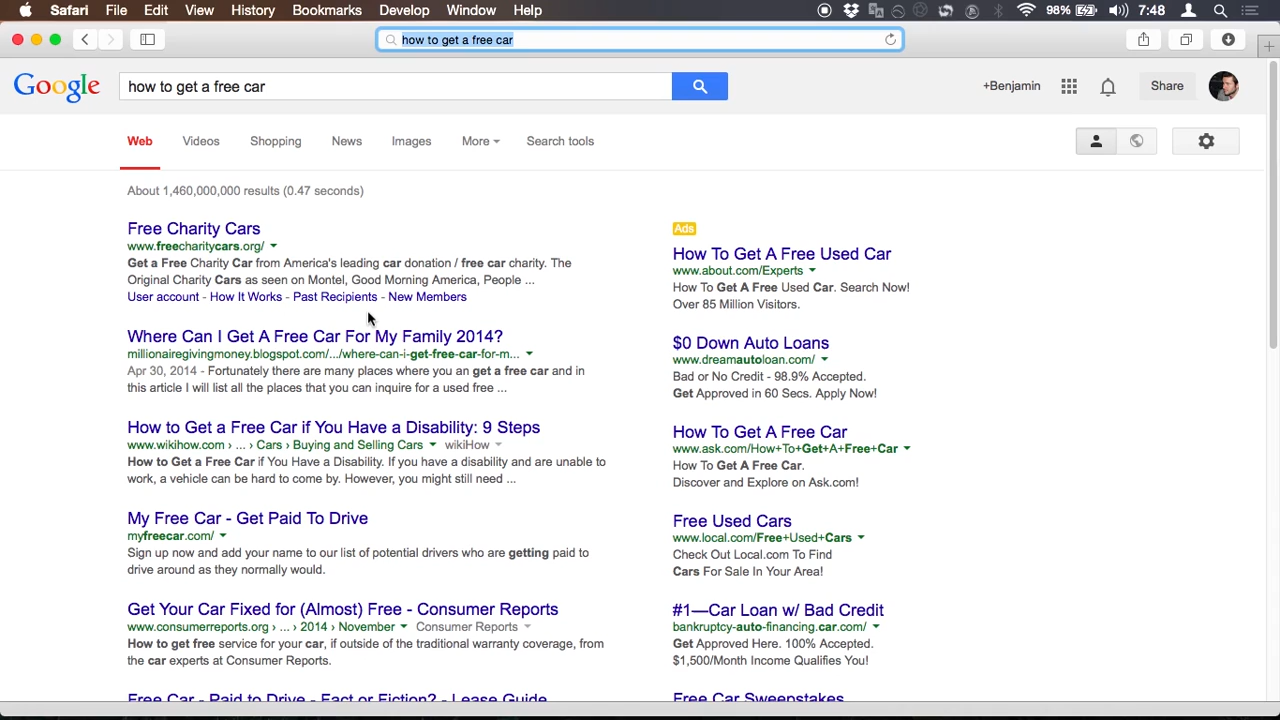 Safari File Edit View History Bookmarks Develop Window Help 98% 7:48
how to get a free car
Google how to get a free car +Benjamin Share
Web Videos Shopping News Images More Search tools
About 1,460,000,000 results (0.47 seconds)
Free Charity Cars
www.freecharitycars.org/
Get a Free Charity Car from America's leading car donation / free car charity. The
Original Charity Cars as seen on Montel, Good Morning America, People ...
User account - How It Works - Past Recipients - New Members
Where Can I Get A Free Car For My Family 2014?
millionairegivingmoney.blogspot.com/.../where-can-i-get-free-car-for-m...
Apr 30, 2014 - Fortunately there are many places where you an get a free car and in
this article I will list all the places that you can inquire for a used free ...
How to Get a Free Car if You Have a Disability: 9 Steps
www.wikihow.com › ... › Cars › Buying and Selling Cars wikiHow
How to Get a Free Car if You Have a Disability. If you have a disability and are unable to
work, a vehicle can be hard to come by. However, you might still need ...
My Free Car - Get Paid To Drive
myfreecar.com/
Sign up now and add your name to our list of potential drivers who are getting paid to
drive around as they normally would.
Get Your Car Fixed for (Almost) Free - Consumer Reports
www.consumerreports.org › ... › 2014 › November Consumer Reports
How to get free service for your car, if outside of the traditional warranty coverage, from
the car experts at Consumer Reports.
Free Car - Paid to Drive - Fact or Fiction? - Lease Guide
Ads
How To Get A Free Used Car
www.about.com/Experts
How To Get A Free Used Car. Search Now!
Over 85 Million Visitors.
$0 Down Auto Loans
www.dreamautoloan.com/
Bad or No Credit - 98.9% Accepted.
Get Approved in 60 Secs. Apply Now!
How To Get A Free Car
www.ask.com/How+To+Get+A+Free+Car
How To Get A Free Car.
Discover and Explore on Ask.com!
Free Used Cars
www.local.com/Free+Used+Cars
Check Out Local.com To Find
Cars For Sale In Your Area!
#1—Car Loan w/ Bad Credit
bankruptcy-auto-financing.car.com/
Get Approved Here. 100% Accepted.
$1,500/Month Income Qualifies You!
Free Car Sweepstakes